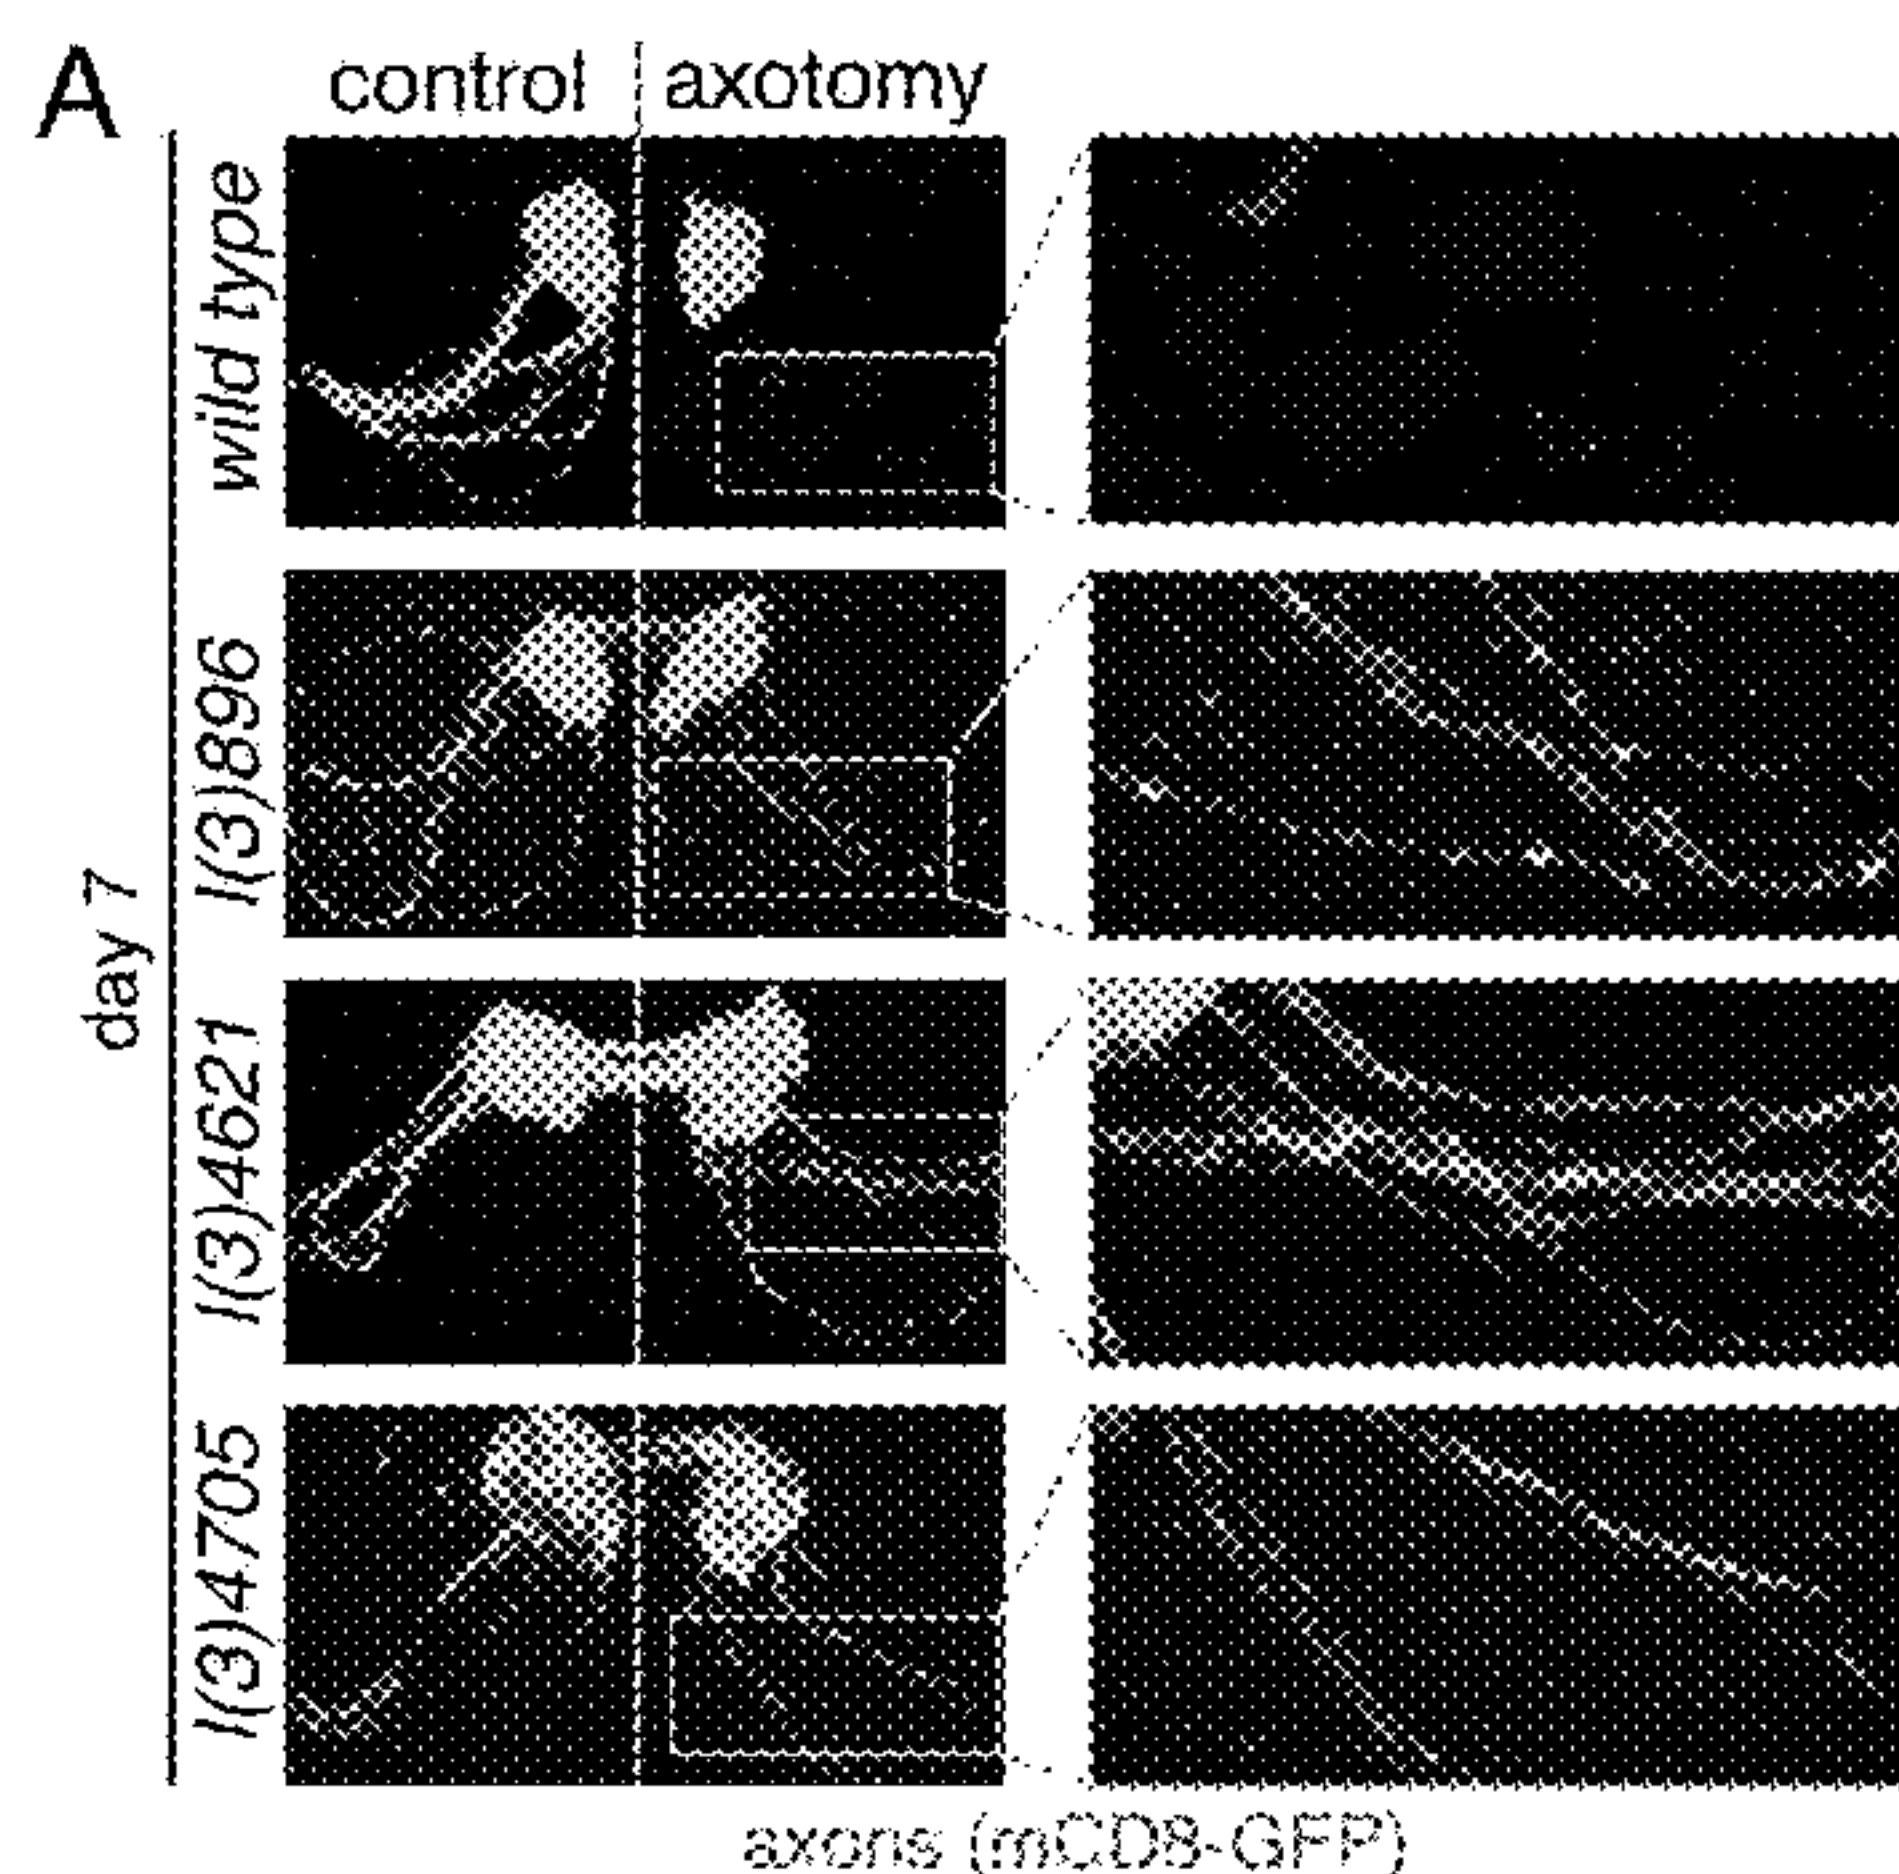 A
control axotomy
day 7
wild type
l(3)896
l(3)4621
l(3)4705
axons (mCD8-GFP)